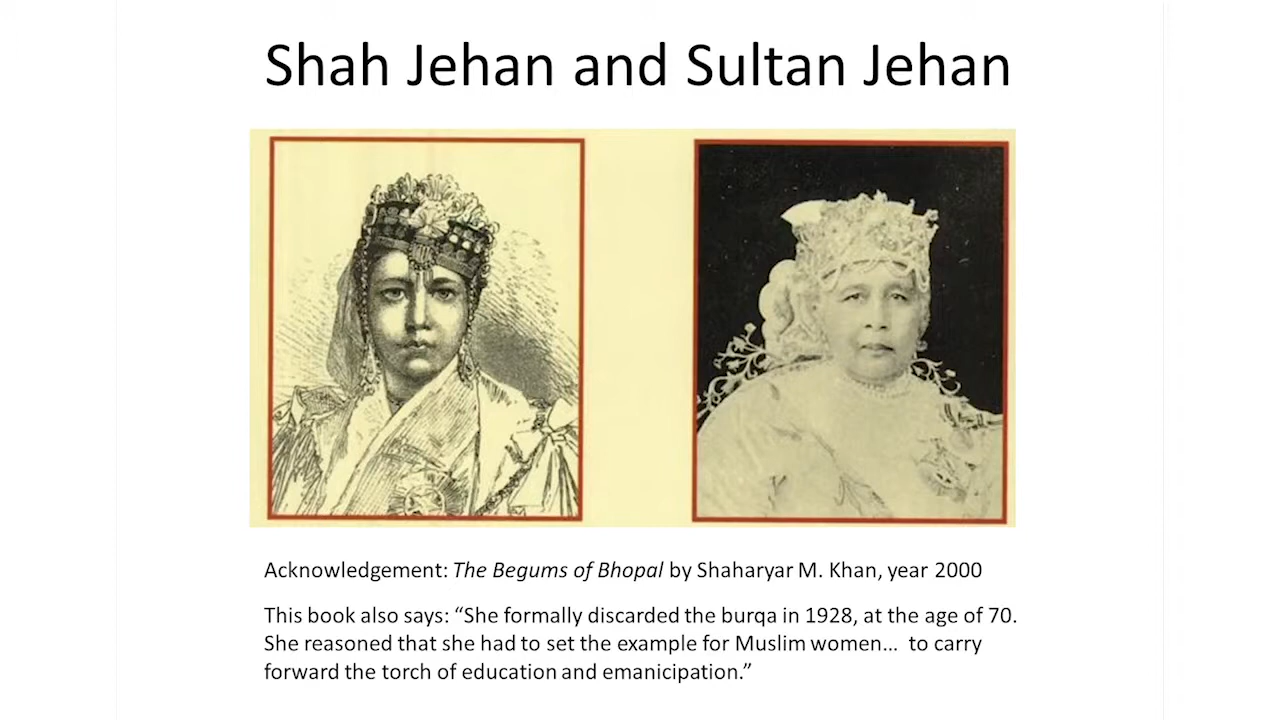 Shah Jehan and Sultan Jehan
Acknowledgement: The Begums of Bhopal by Shaharyar M. Khan, year 2000
This book also says: “She formally discarded the burqa in 1928, at the age of 70.
She reasoned that she had to set the example for Muslim women… to carry
forward the torch of education and emanicipation.”